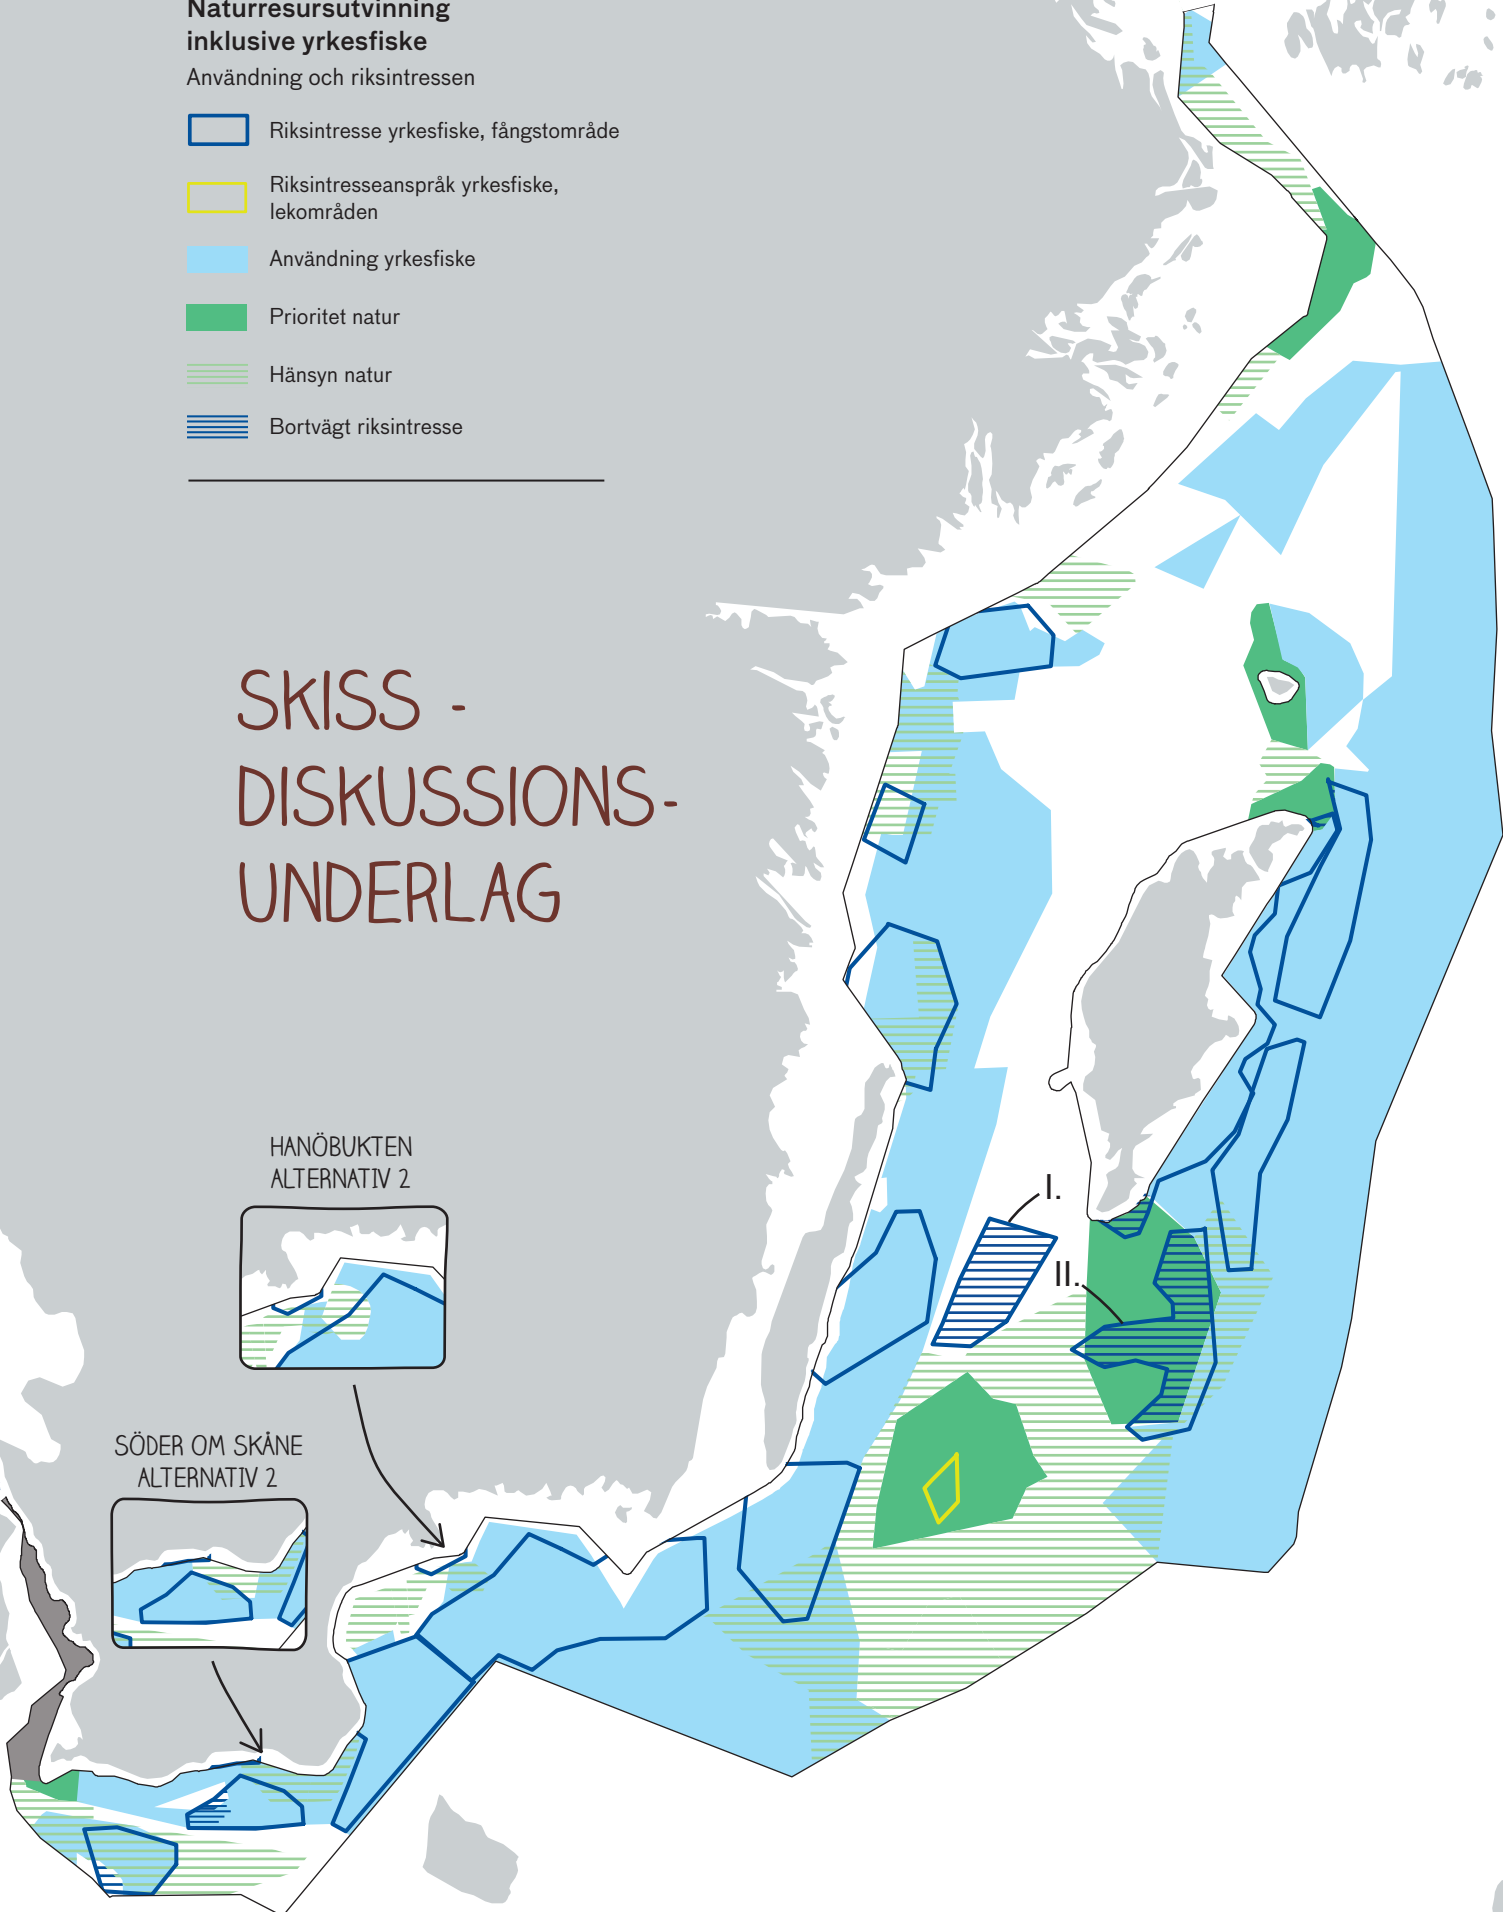 Naturresursutvinning
inklusive yrkesfiske
Användning och riksintressen
Riksintresse yrkesfiske, fångstområde
Riksintresseanspråk yrkesfiske,
lekområden
Användning yrkesfiske
Prioritet natur
Hänsyn natur
Bortvägt riksintresse
SKISS -
DISKUSSIONS-
UNDERLAG
HANÖBUKTEN
ALTERNATIV 2
I.
II.
SÖDER OM SKÅNE
ALTERNATIV 2